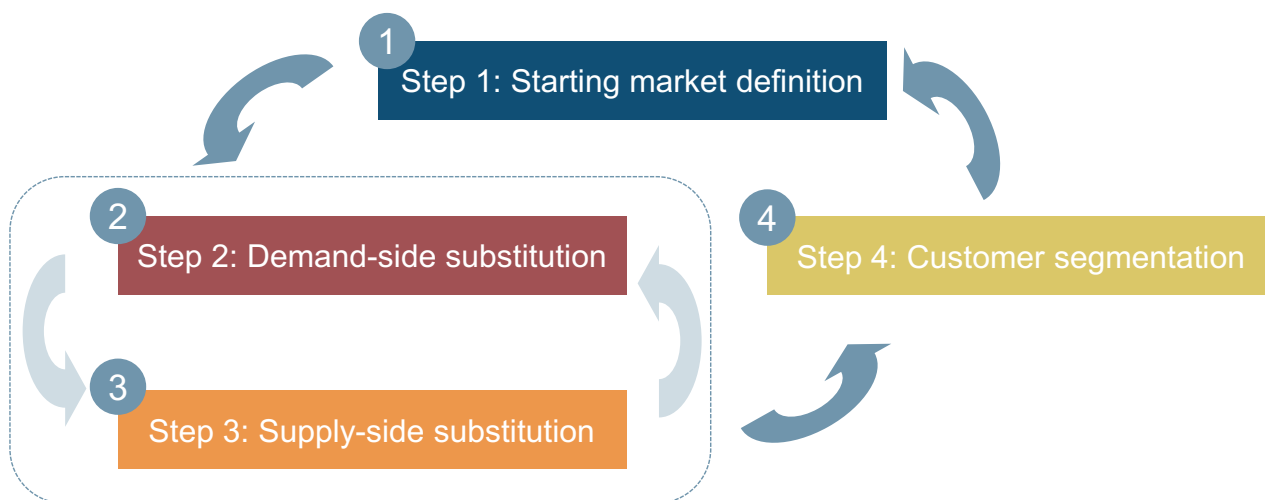 1
Step 1: Starting market definition
2
Step 2: Demand-side substitution
4
Step 4: Customer segmentation
3
Step 3: Supply-side substitution